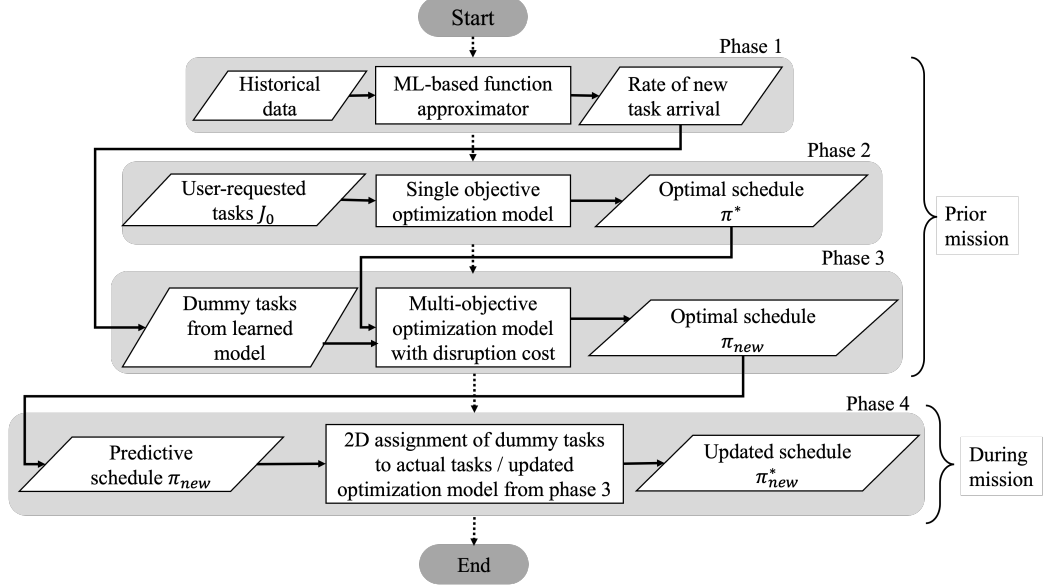 Start
Phase 1
Historical
data
ML-based function
approximator
Rate of new
task arrival
Phase 2
User-requested
tasks J₀
Single objective
optimization model
Optimal schedule
π*
Prior
mission
Phase 3
Dummy tasks
from learned
model
Multi-objective
optimization model
with disruption cost
Optimal schedule
πₙₑw
Phase 4
Predictive
schedule πₙₑw
2D assignment of dummy tasks
to actual tasks / updated
optimization model from phase 3
Updated schedule
π*ₙₑw
During
mission
End